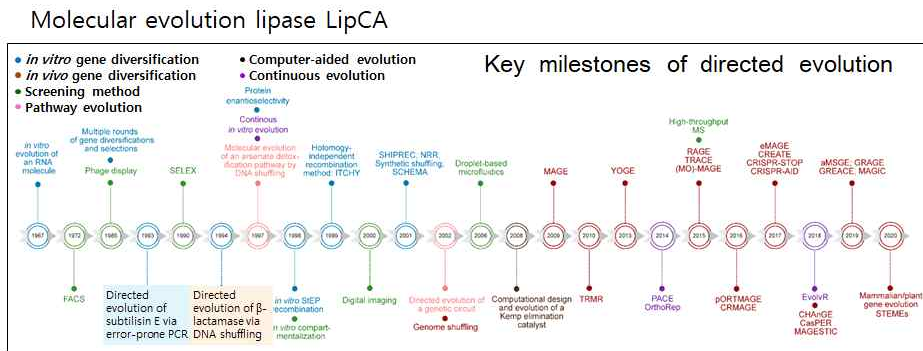 Molecular evolution lipase LipCA
in vitro gene diversification
in vivo gene diversification
Screening method
Pathway evolution
Computer-aided evolution
Continuous evolution
Key milestones of directed evolution
in vitro
evolution of
an RNA
molecule
Multiple rounds
of gene diversifications
and selections
Phage display
SELEX
Protein
enantioselectivity
Continous
in vitro evolution
Molecular evolution
of an arsenate detox-
ification pathway by
DNA shuffling
Homology-
independent
recombination
method: ITCHY
SHIPREC, NRR,
Synthetic shuffling,
SCHEMA
Droplet-based
microfluidics
MAGE
YOGE
High-throughput
MS
RAGE
TRACE
(MO)-MAGE
eMAGE
CREATE
CRISPR-STOP
CRISPR-AID
aMSGE; GRAGE
GREACE, MAGIC
1967
1972
1985
1993
1990
1994
1997
1998
1999
2000
2001
2002
2006
2008
2009
2010
2013
2014
2015
2016
2017
2018
2019
2020
FACS
Directed
evolution of
subtilisin E via
error-prone PCR
Directed
evolution of β-
lactamase via
DNA shuffling
in vitro StEP
recombination
in vitro compart-
mentalization
Digital imaging
Directed evolution of
a genetic circuit
Genome shuffling
Computational design
and evolution of a
Kemp elimination
catalyst
TRMR
PACE
OrthoRep
pORTMAGE
CRMAGE
EvolvR
CHAnGE
CasPER
MAGESTIC
Mammalian/plant
gene evolution
STEMEs